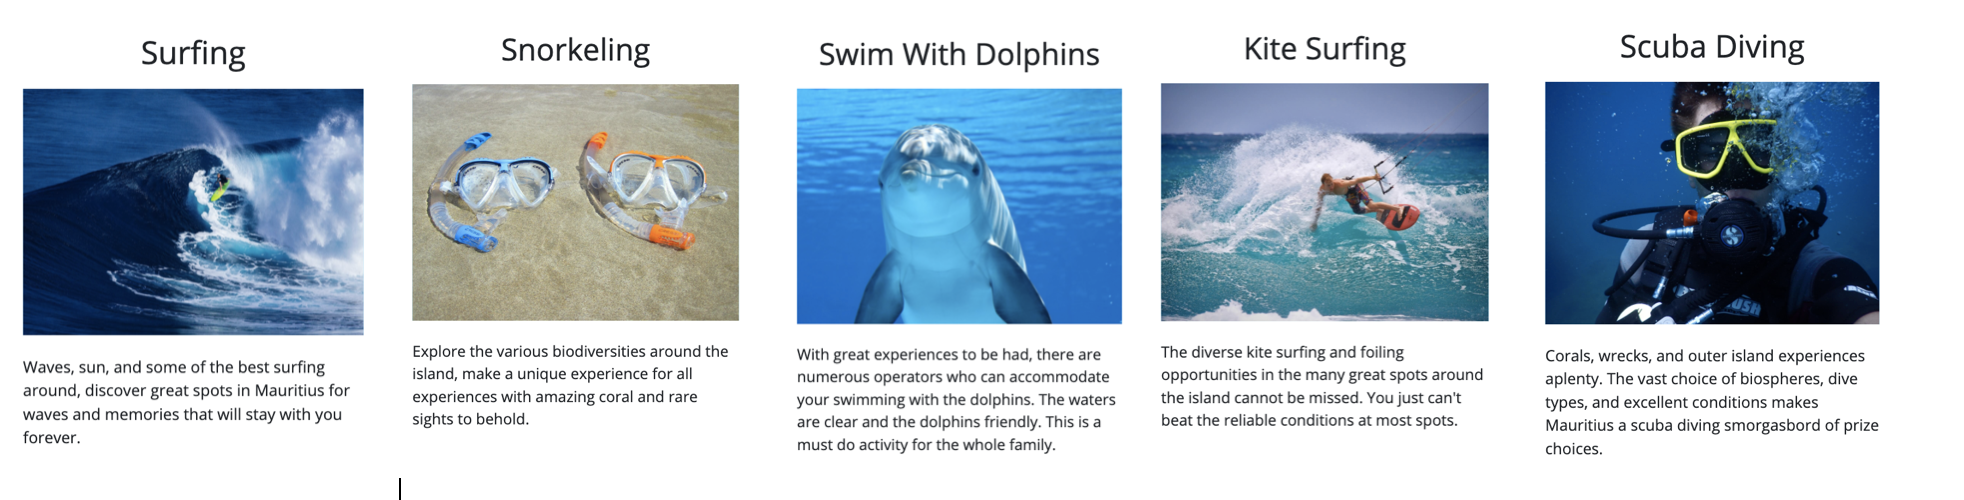 Surfing
Waves, sun, and some of the best surfing
around, discover great spots in Mauritius for
waves and memories that will stay with you
forever.
Snorkeling
Explore the various biodiversities around the
island, make a unique experience for all
experiences with amazing coral and rare
sights to behold.
Swim With Dolphins
With great experiences to be had, there are
numerous operators who can accommodate
your swimming with the dolphins. The waters
are clear and the dolphins friendly. This is a
must do activity for the whole family.
Kite Surfing
The diverse kite surfing and foiling
opportunities in the many great spots around
the island cannot be missed. You just can't
beat the reliable conditions at most spots.
Scuba Diving
Corals, wrecks, and outer island experiences
aplenty. The vast choice of biospheres, dive
types, and excellent conditions makes
Mauritius a scuba diving smorgasbord of prize
choices.